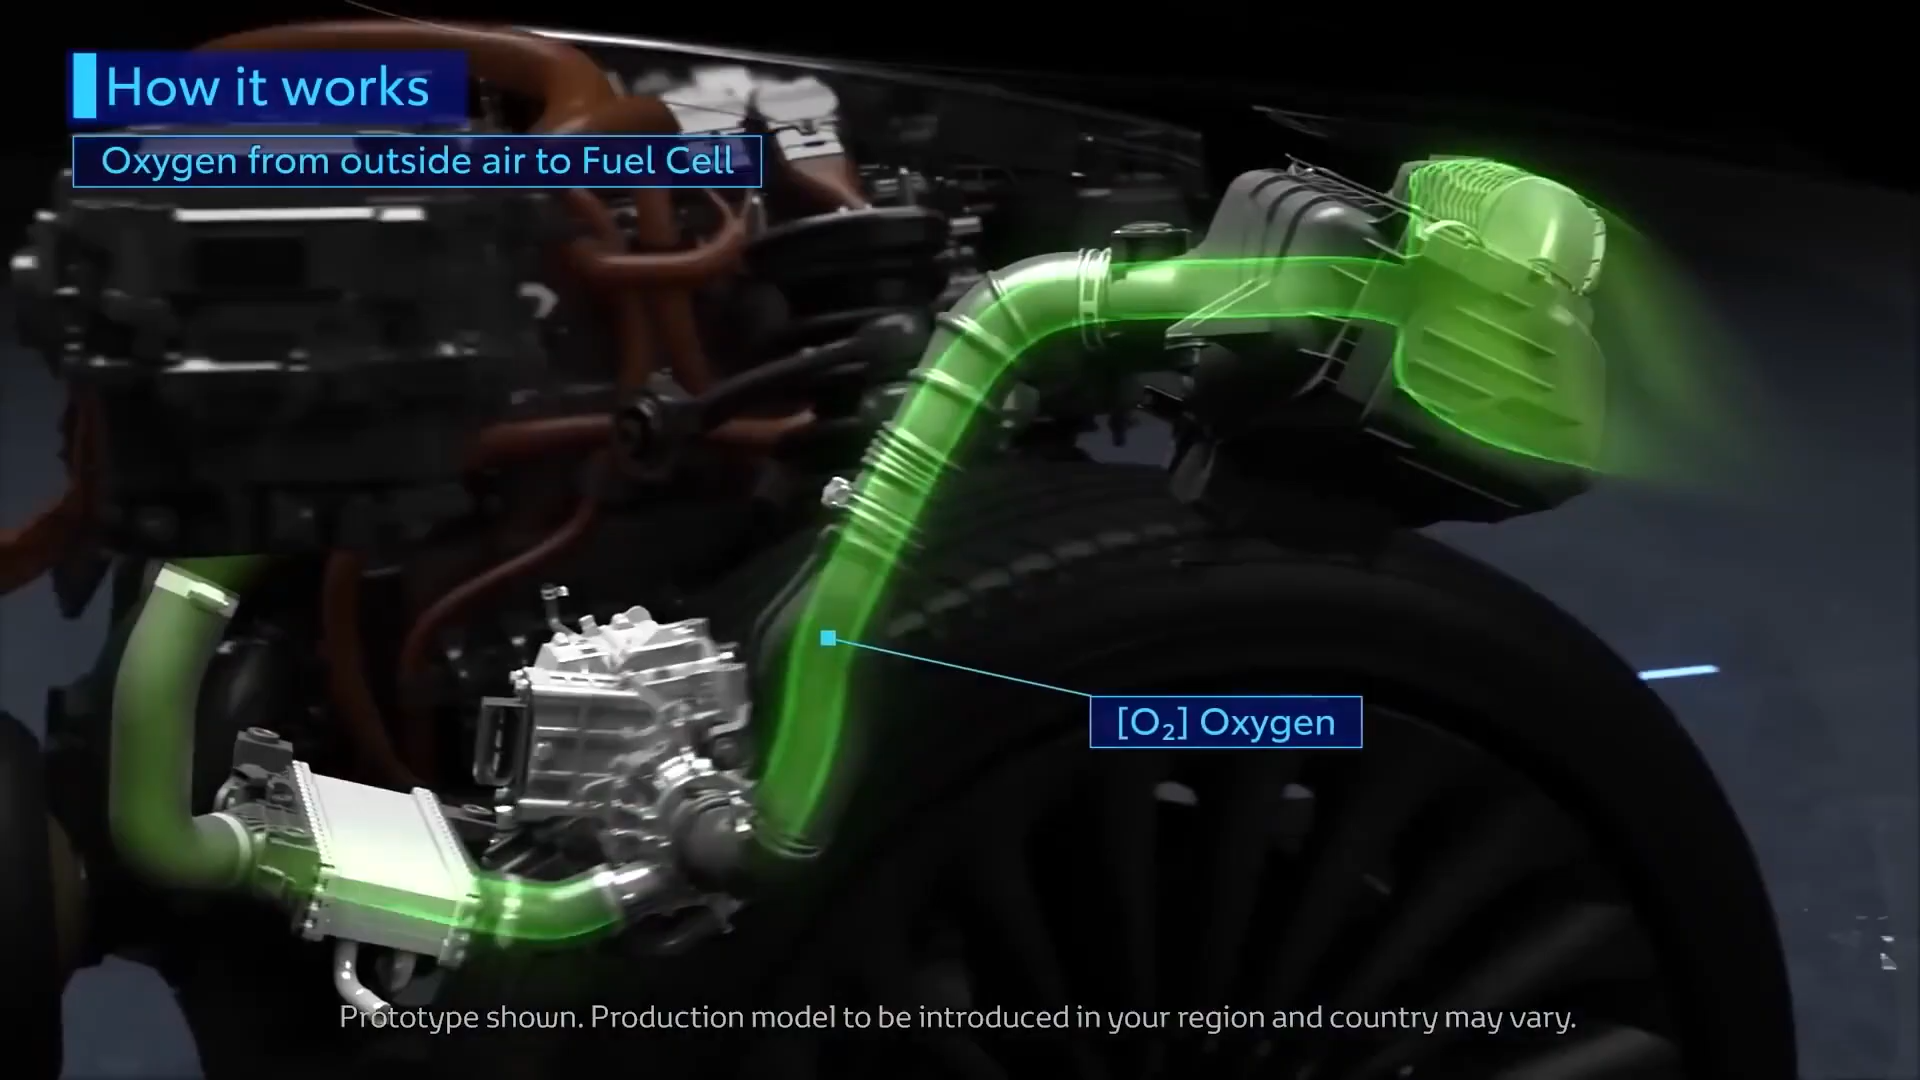 How it works
Oxygen from outside air to Fuel Cell
[O₂] Oxygen
Prototype shown. Production model to be introduced in your region and country may vary.